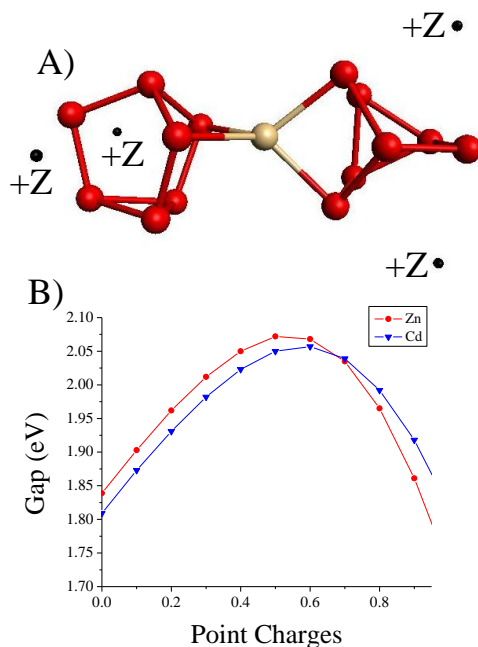 +Z
A)
+Z
+Z
+Z
B)
Zn
Cd
2.10
2.05
2.00
1.95
1.90
1.85
1.80
1.75
1.70
Gap (eV)
0.0 0.2 0.4 0.6 0.8
Point Charges